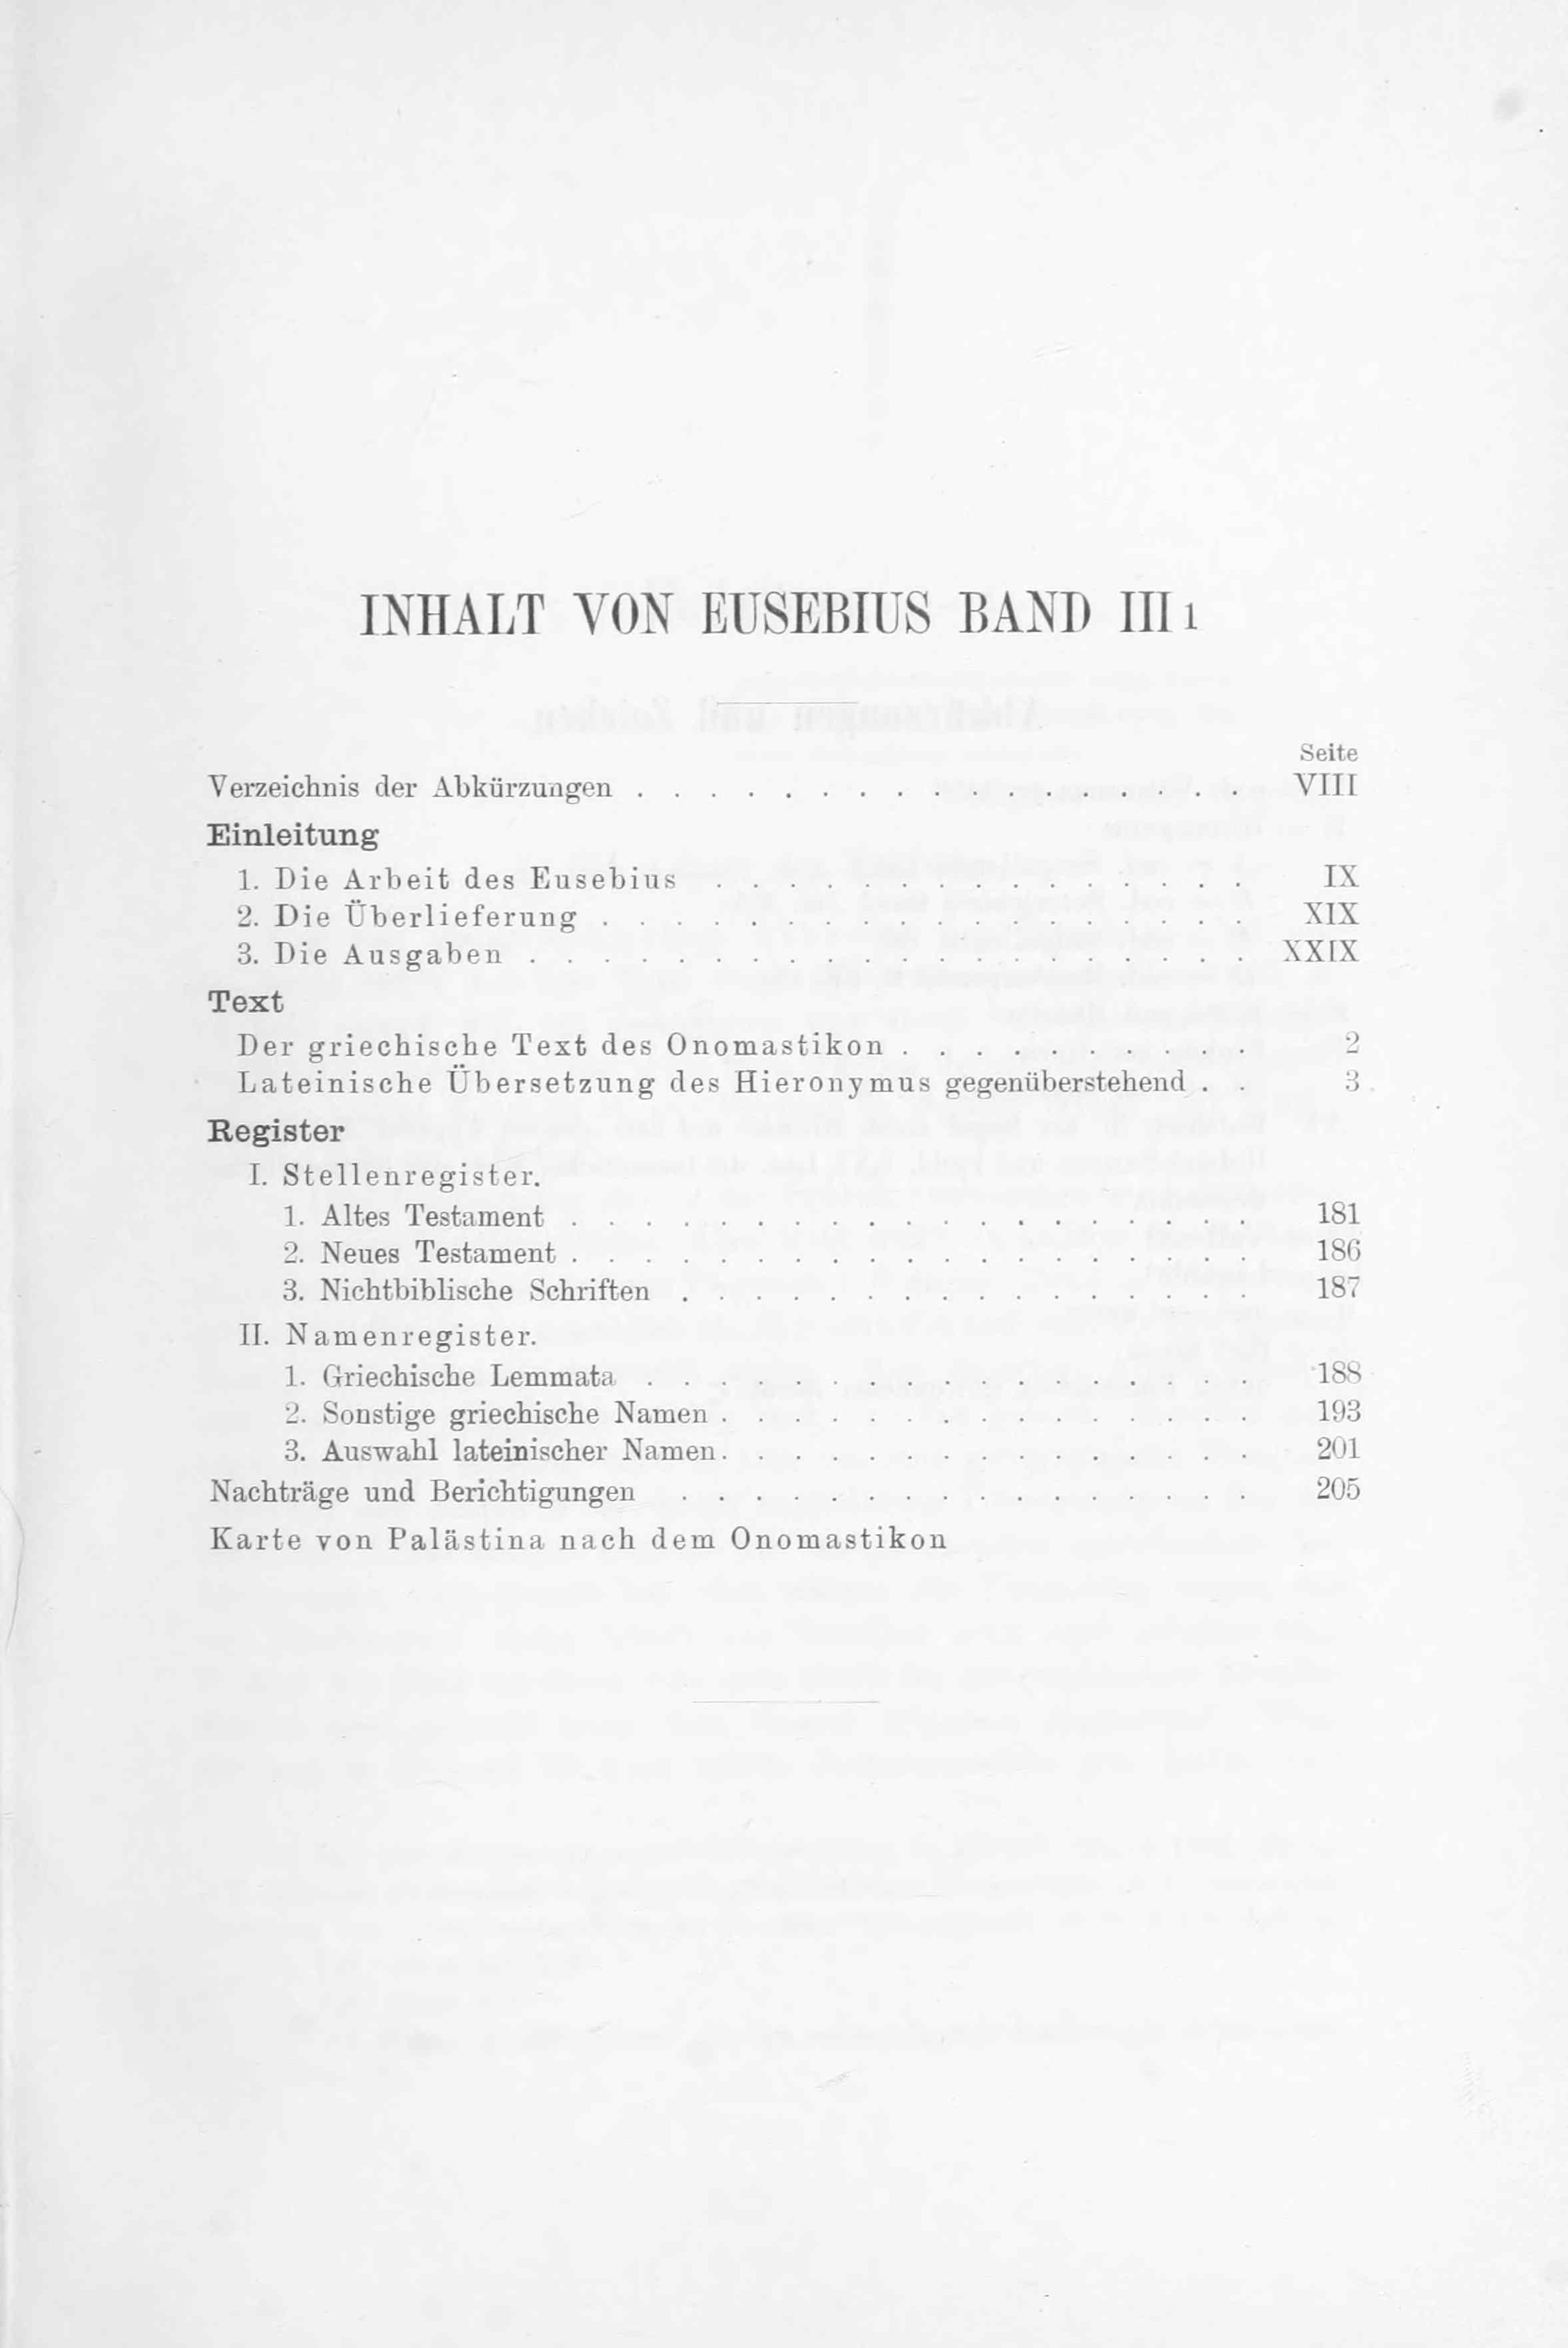 INHALT VON EUSEBIUS BAND III 1
Seite
Verzeichnis der Abkürzungen . . . . . . . . . . . . . . . . . VIII
Einleitung
1. Die Arbeit des Eusebius . . . . . . . . . . . . . . . IX
2. Die Überlieferung . . . . . . . . . . . . . . . . . . XIX
3. Die Ausgaben . . . . . . . . . . . . . . . . . . . . XXIX
Text
Der griechische Text des Onomastikon . . . . . . . . . . 2
Lateinische Übersetzung des Hieronymus gegenüberstehend . . 3
Register
I. Stellenregister.
1. Altes Testament . . . . . . . . . . . . . . . . . . . 181
2. Neues Testament . . . . . . . . . . . . . . . . . . . 186
3. Nichtbiblische Schriften . . . . . . . . . . . . . . . . 187
II. Namenregister.
1. Griechische Lemmata . . . . . . . . . . . . . . . . . 188
2. Sonstige griechische Namen . . . . . . . . . . . . . . . 193
3. Auswahl lateinischer Namen . . . . . . . . . . . . . . . 201
Nachträge und Berichtigungen . . . . . . . . . . . . . . . . 205
Karte von Palästina nach dem Onomastikon